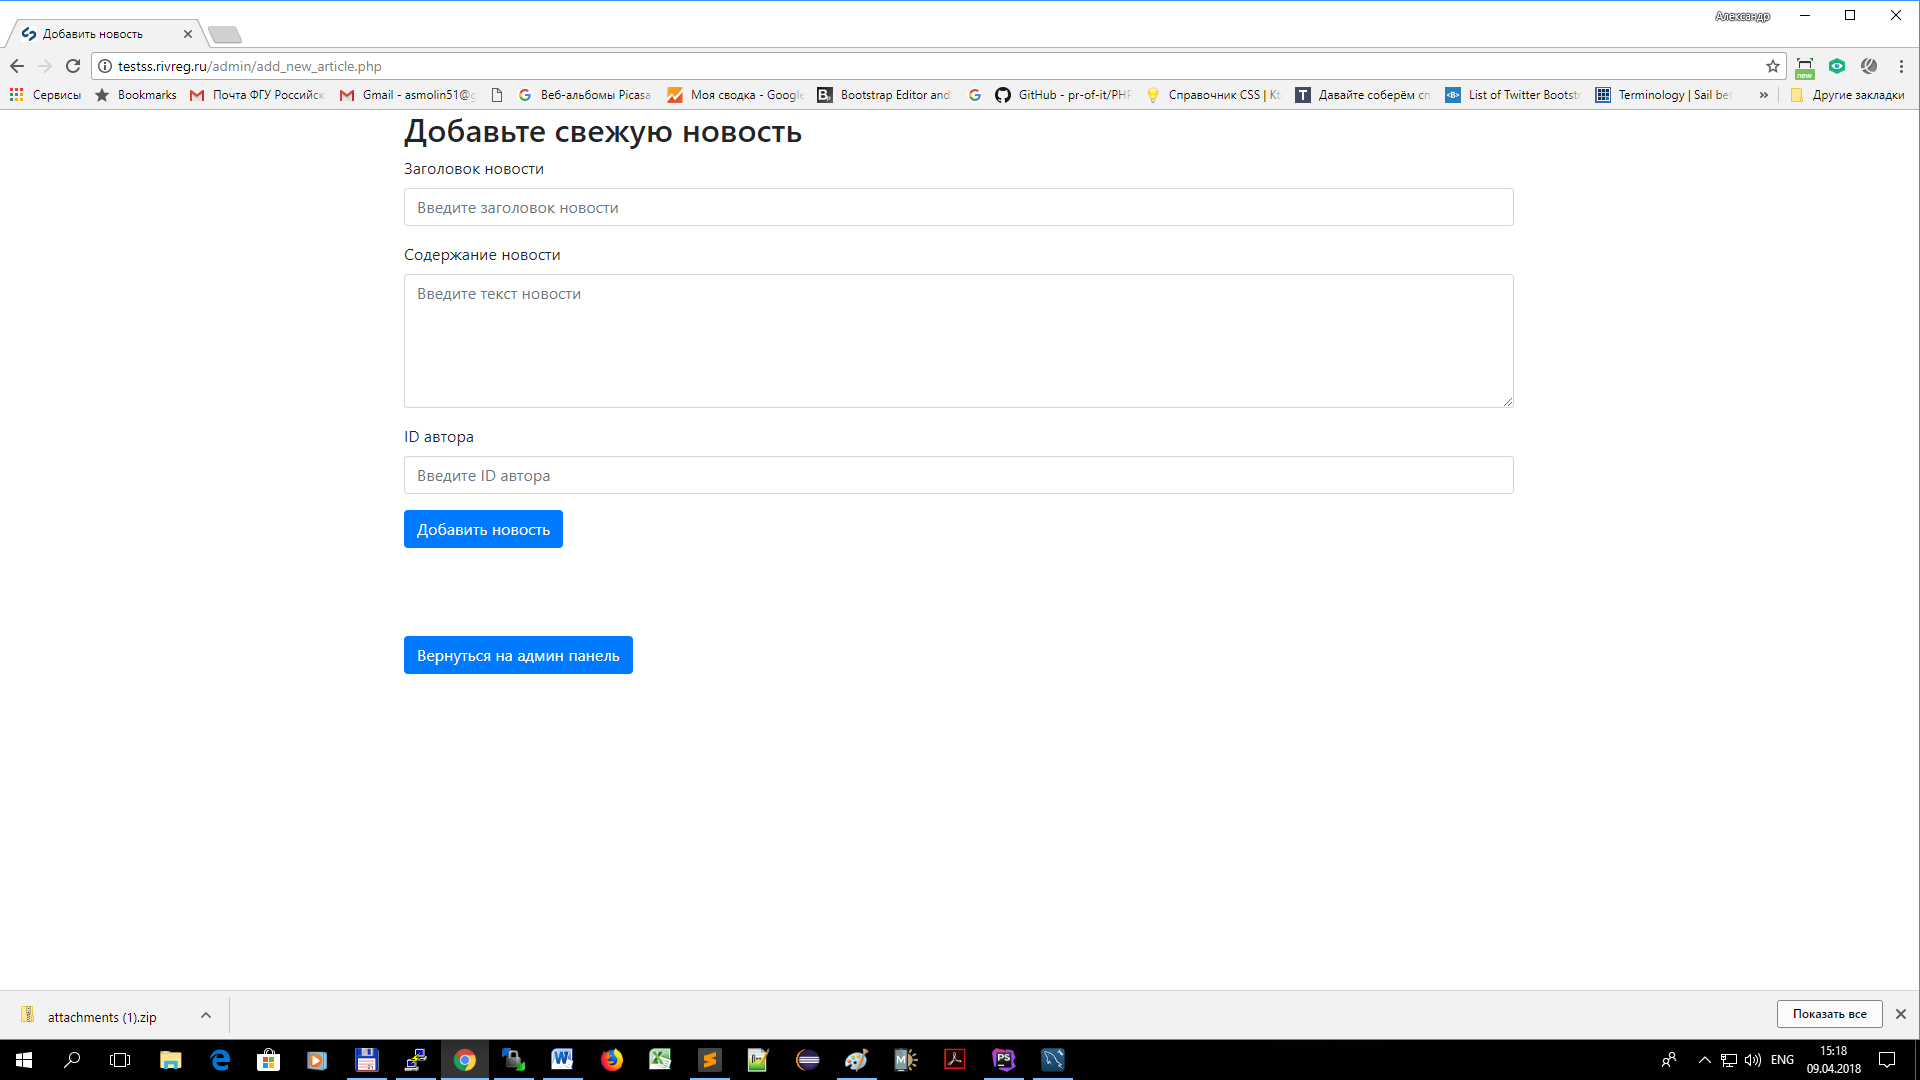 Александр
Добавить новость
testss.rivreg.ru/admin/add_new_article.php
new
Сервисы Bookmarks Почта ФГУ Российск Gmail - asmolin51@ Веб-альбомы Picasa Моя сводка - Google Bootstrap Editor and GitHub - pr-of-it/PHP Справочник CSS | Kt Давайте соберём сп List of Twitter Bootstr Terminology | Sail be » Другие закладки
Добавьте свежую новость
Заголовок новости
Введите заголовок новости
Содержание новости
Введите текст новости
ID автора
Введите ID автора
Добавить новость
Вернуться на админ панель
attachments (1).zip
Показать все
ENG
15:18
09.04.2018